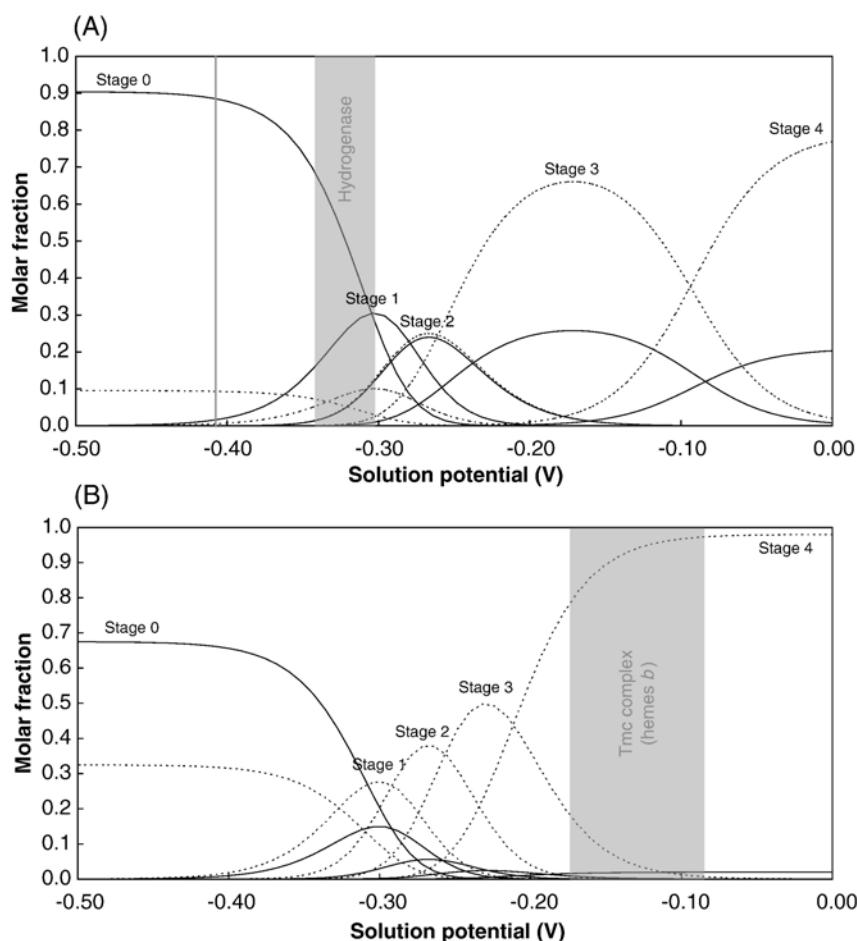 (A)
1.0
0.9
0.8
0.7
0.6
0.5
0.4
0.3
0.2
0.1
0.0
Molar fraction
Stage 0
Hydrogenase
Stage 1
Stage 2
Stage 3
Stage 4
-0.50
-0.40
-0.30
-0.20
-0.10
0.00
Solution potential (V)
(B)
1.0
0.9
0.8
0.7
0.6
0.5
0.4
0.3
0.2
0.1
0.0
Molar fraction
Stage 0
Stage 1
Stage 2
Stage 3
Tmc complex
(hemes b)
Stage 4
-0.50
-0.40
-0.30
-0.20
-0.10
0.00
Solution potential (V)